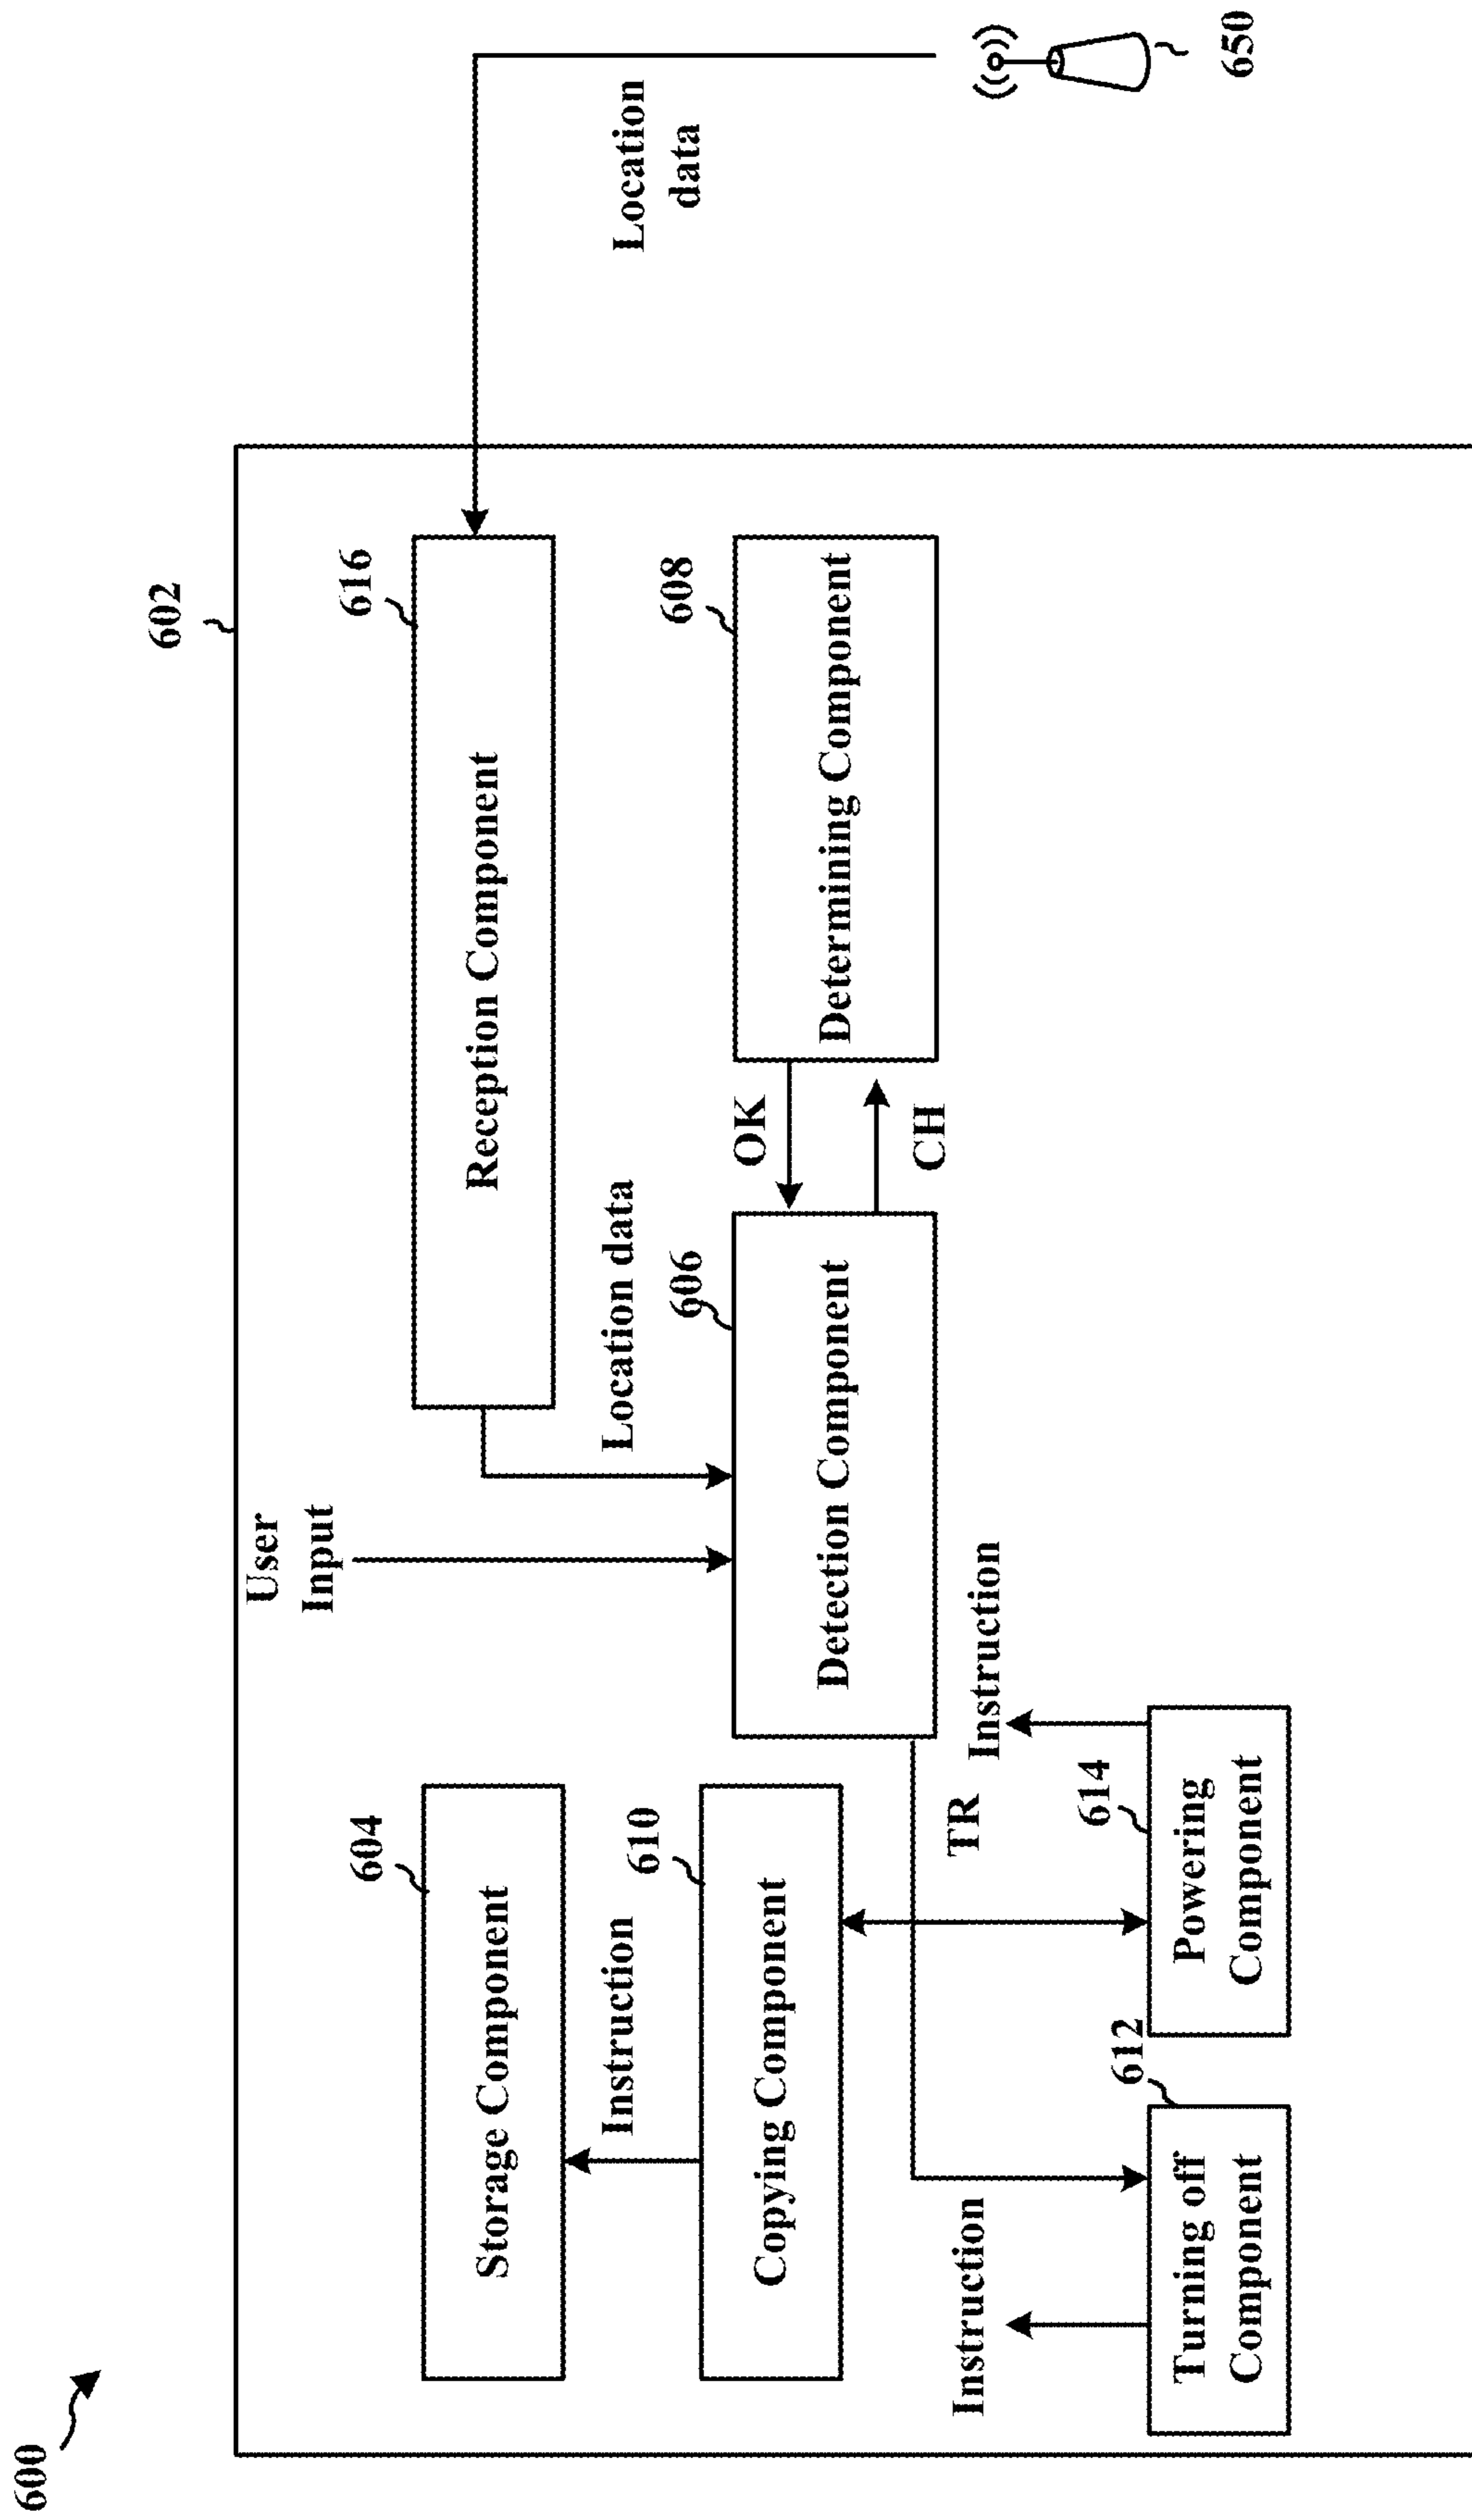 600
602
User
Input
604
Storage Component
Instruction
610
Copying Component
616
Reception Component
Location data
Location
data
606
Detection Component
OK
CH
608
Determining Component
TR
Instruction
612
Turning off
Component
Instruction
614
Powering
Component
650